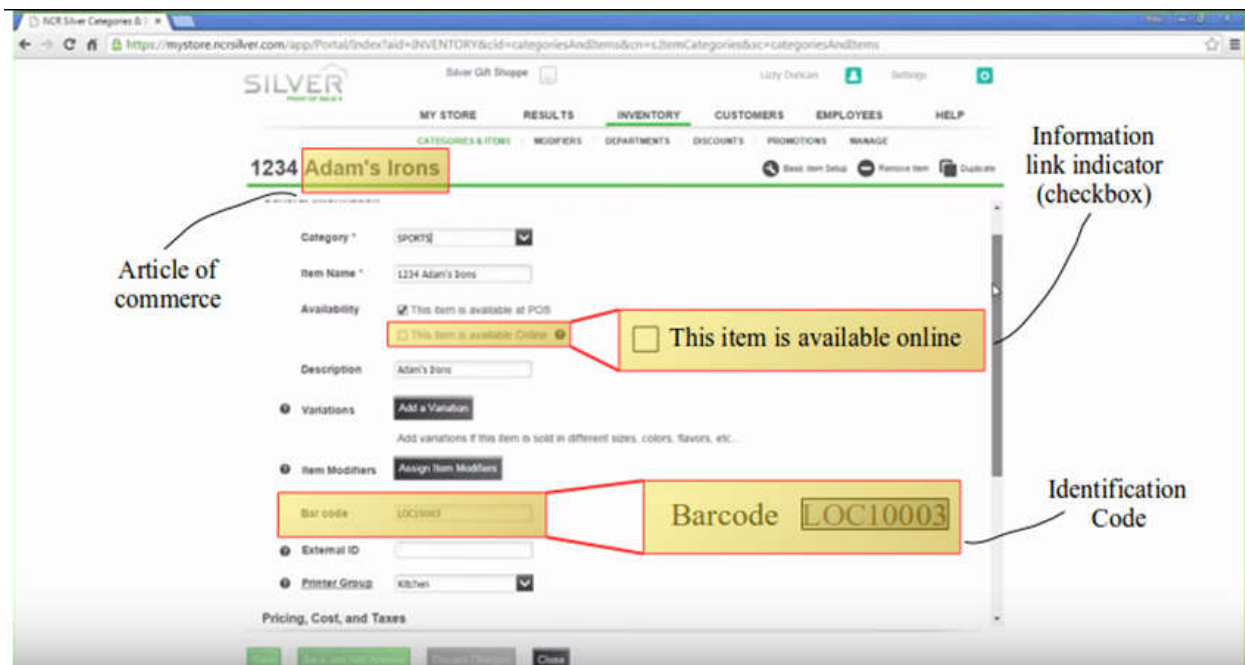 NCR Silver Categories &
https://mystore.ncrsilver.com/app/Portal/Index?aid=INVENTORY&cid=categoriesAndItems&cn=s.ItemCategories&ac=categoriesAndItems
SILVER
Silver Gift Shoppe
Lizzy Duncan
Settings
MY STORE RESULTS INVENTORY CUSTOMERS EMPLOYEES HELP
CATEGORIES & ITEMS MODIFIERS DEPARTMENTS DISCOUNTS PROMOTIONS MANAGE
1234 Adam's Irons
Basic Item Setup Remove Item Duplicate
Information
link indicator
(checkbox)
Article of
commerce
Category * SPORTS
Item Name * 1234 Adam's Irons
Availability This item is available at POS
This item is available Online
This item is available online
Description Adam's Irons
Variations Add a Variation
Add variations if this item is sold in different sizes, colors, flavors, etc...
Item Modifiers Assign Item Modifiers
Bar code LOC10003
Barcode LOC10003
Identification
Code
External ID
Printer Group Kitchen
Pricing, Cost, and Taxes
Close